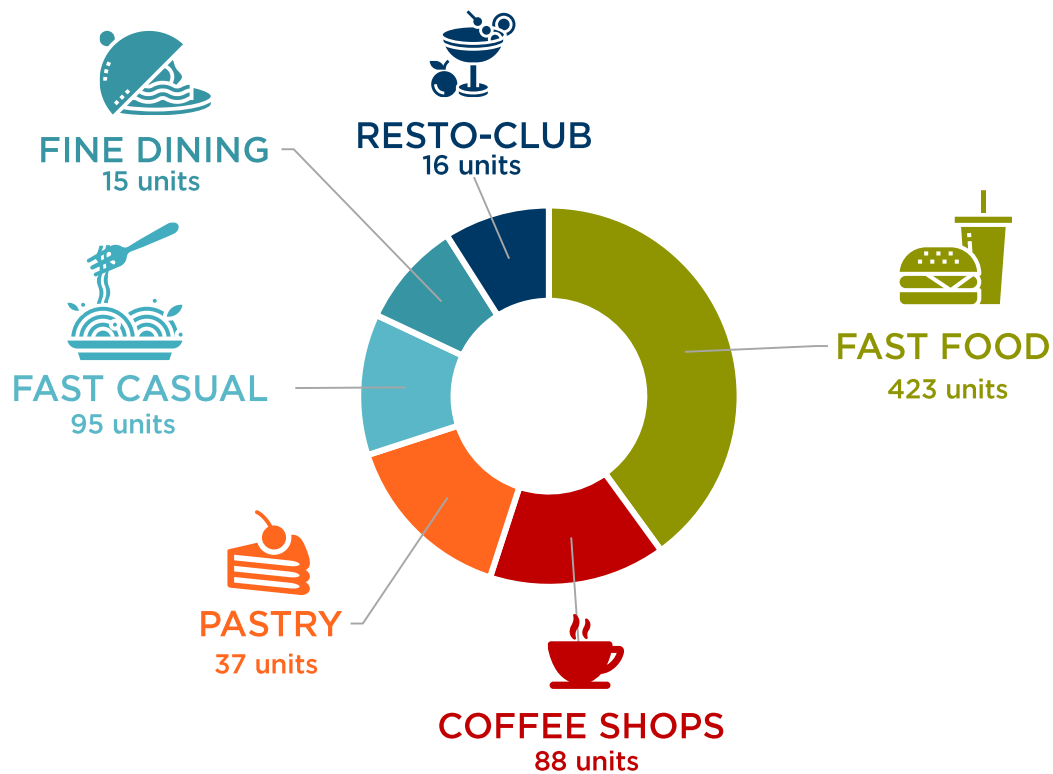 RESTO-CLUB
16 units
FINE DINING
15 units
FAST FOOD
423 units
FAST CASUAL
95 units
PASTRY
37 units
COFFEE SHOPS
88 units